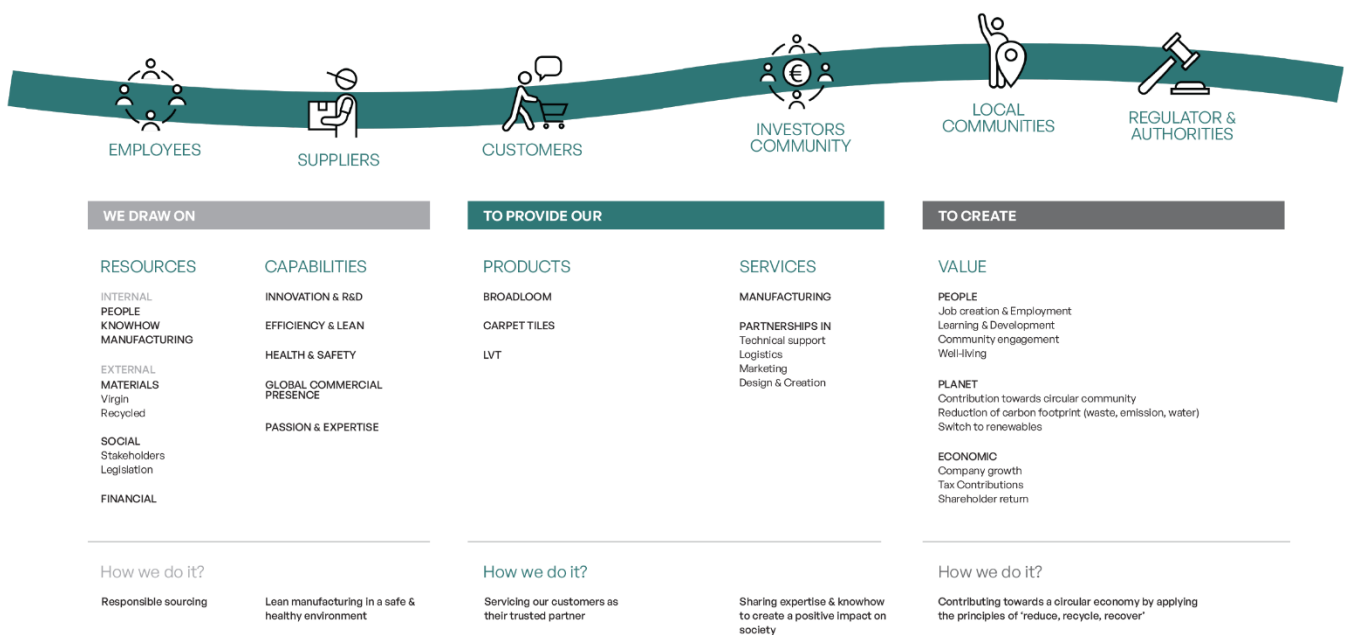 EMPLOYEES
SUPPLIERS
CUSTOMERS
€
INVESTORS
COMMUNITY
LOCAL
COMMUNITIES
REGULATOR &
AUTHORITIES
WE DRAW ON
RESOURCES
INTERNAL
PEOPLE
KNOWHOW
MANUFACTURING
EXTERNAL
MATERIALS
Virgin
Recycled
SOCIAL
Stakeholders
Legislation
FINANCIAL
CAPABILITIES
INNOVATION & R&D
EFFICIENCY & LEAN
HEALTH & SAFETY
GLOBAL COMMERCIAL
PRESENCE
PASSION & EXPERTISE
How we do it?
Responsible sourcing
Lean manufacturing in a safe &
healthy environment
TO PROVIDE OUR
PRODUCTS
BROADLOOM
CARPET TILES
LVT
SERVICES
MANUFACTURING
PARTNERSHIPS IN
Technical support
Logistics
Marketing
Design & Creation
How we do it?
Servicing our customers as
their trusted partner
Sharing expertise & knowhow
to create a positive impact on
society
TO CREATE
VALUE
PEOPLE
Job creation & Employment
Learning & Development
Community engagement
Well-living
PLANET
Contribution towards circular community
Reduction of carbon footprint (waste, emission, water)
Switch to renewables
ECONOMIC
Company growth
Tax Contributions
Shareholder return
How we do it?
Contributing towards a circular economy by applying
the principles of 'reduce, recycle, recover'